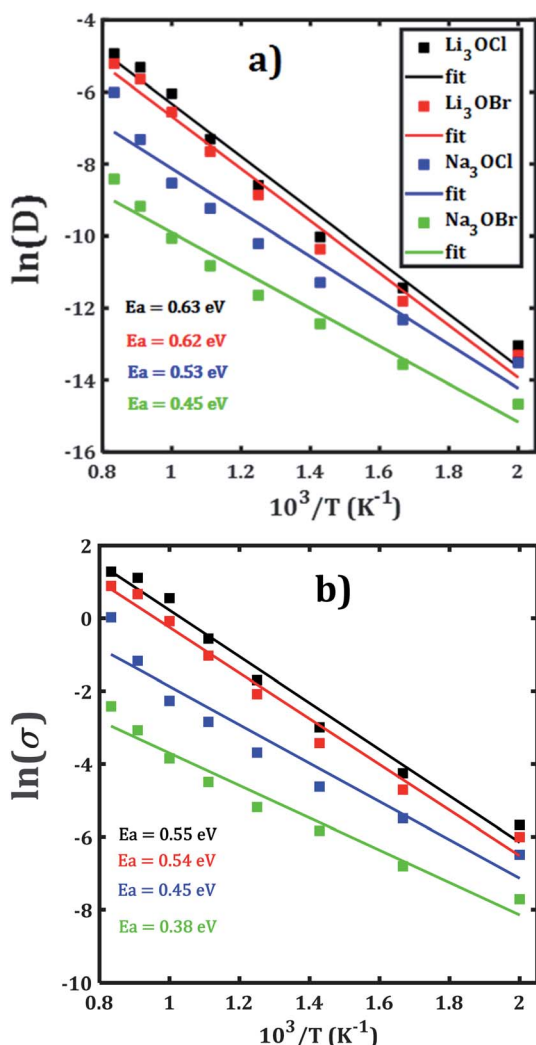 a)
Li₃OCl
fit
Li₃OBr
fit
Na₃OCl
fit
Na₃OBr
fit
ln(D)
-4
-6
-8
-10
-12
-14
-16
Ea = 0.63 eV
Ea = 0.62 eV
Ea = 0.53 eV
Ea = 0.45 eV
0.8 1 1.2 1.4 1.6 1.8 2
10³/T (K⁻¹)
b)
ln(σ)
2
0
-2
-4
-6
-8
-10
Ea = 0.55 eV
Ea = 0.54 eV
Ea = 0.45 eV
Ea = 0.38 eV
0.8 1 1.2 1.4 1.6 1.8 2
10³/T (K⁻¹)